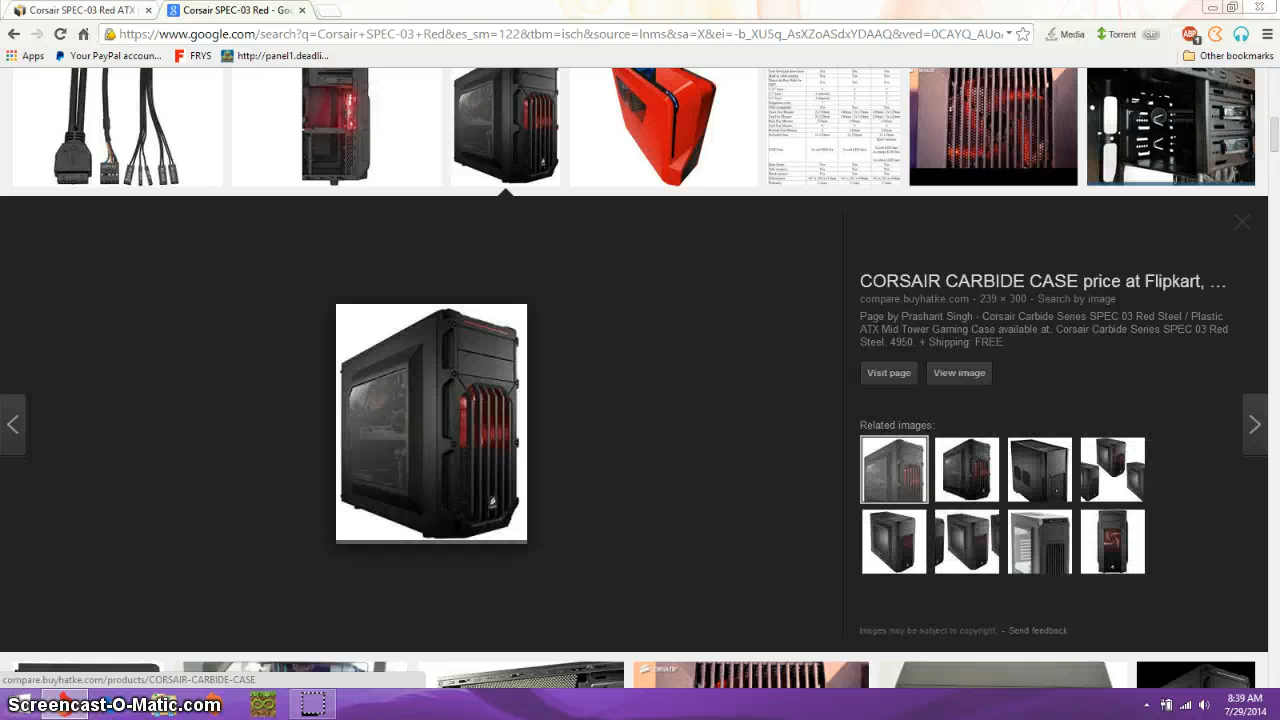 Corsair SPEC-03 Red ATX
Corsair SPEC-03 Red - Goo
https://www.google.com/search?q=Corsair+SPEC-03+Red&es_sm=122&tbm=isch&source=lnms&sa=X&ei=-b_XU5q_AsXZoASdxYDAAQ&ved=0CAYQ_AUo
Media
Torrent
Apps
Your PayPal accoun...
FRYS
http://panel1.deadli...
Other bookmarks
CORSAIR CARBIDE CASE price at Flipkart, ...
compare.buyhatke.com - 239 × 300 - Search by image
Page by Prashant Singh - Corsair Carbide Series SPEC 03 Red Steel / Plastic
ATX Mid Tower Gaming Case available at. Corsair Carbide Series SPEC 03 Red
Steel. 4950. + Shipping: FREE
Visit page
View image
Related images:
Images may be subject to copyright. - Send feedback
compare.buyhatke.com/products/CORSAIR-CARBIDE-CASE
Screencast-O-Matic.com
8:39 AM
7/29/2014